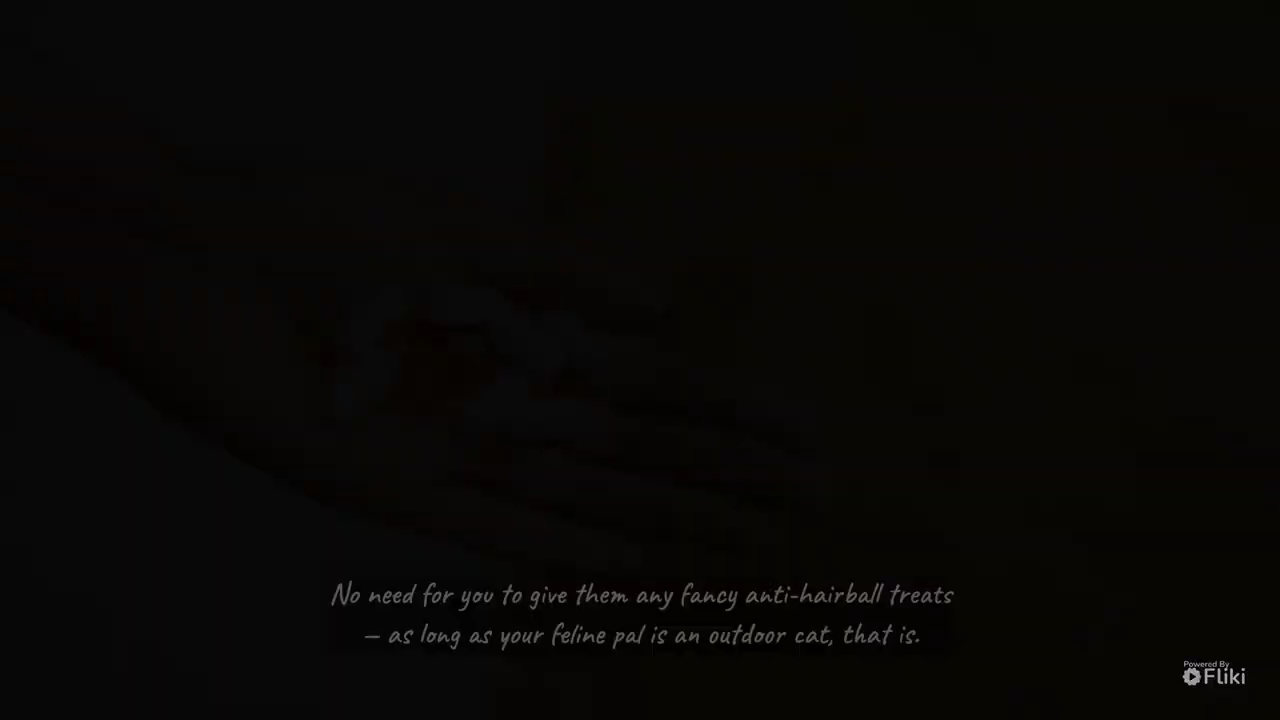 No need for you to give them any fancy anti-hairball treats
– as long as your feline pal is an outdoor cat, that is.
Powered By
Fliki